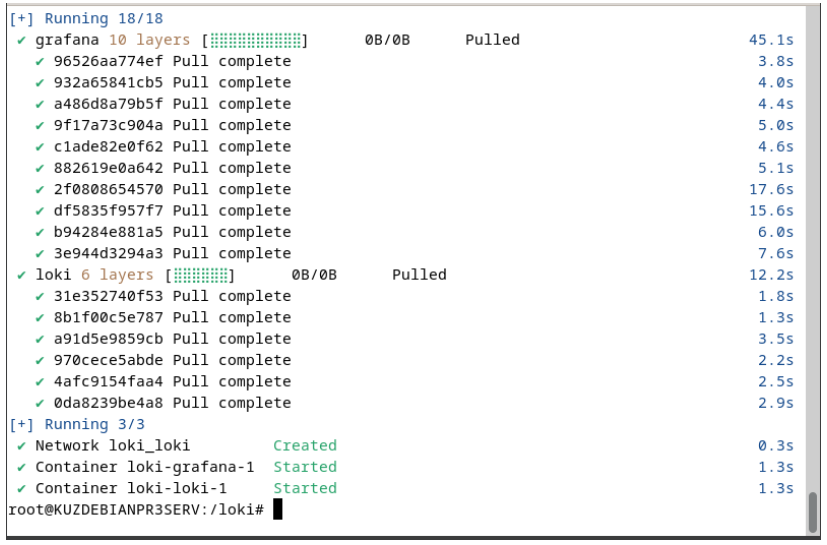 [+] Running 18/18
✔ grafana 10 layers [⣿⣿⣿⣿⣿⣿⣿⣿⣿⣿] 0B/0B Pulled 45.1s
✔ 96526aa774ef Pull complete 3.8s
✔ 932a65841cb5 Pull complete 4.0s
✔ a486d8a79b5f Pull complete 4.4s
✔ 9f17a73c904a Pull complete 5.0s
✔ c1ade82e0f62 Pull complete 4.6s
✔ 882619e0a642 Pull complete 5.1s
✔ 2f0808654570 Pull complete 17.6s
✔ df5835f957f7 Pull complete 15.6s
✔ b94284e881a5 Pull complete 6.0s
✔ 3e944d3294a3 Pull complete 7.6s
✔ loki 6 layers [⣿⣿⣿⣿⣿⣿] 0B/0B Pulled 12.2s
✔ 31e352740f53 Pull complete 1.8s
✔ 8b1f00c5e787 Pull complete 1.3s
✔ a91d5e9859cb Pull complete 3.5s
✔ 970cece5abde Pull complete 2.2s
✔ 4afc9154faa4 Pull complete 2.5s
✔ 0da8239be4a8 Pull complete 2.9s
[+] Running 3/3
✔ Network loki_loki Created 0.3s
✔ Container loki-grafana-1 Started 1.3s
✔ Container loki-loki-1 Started 1.3s
root@KUZDEBIANPR3SERV:/loki#